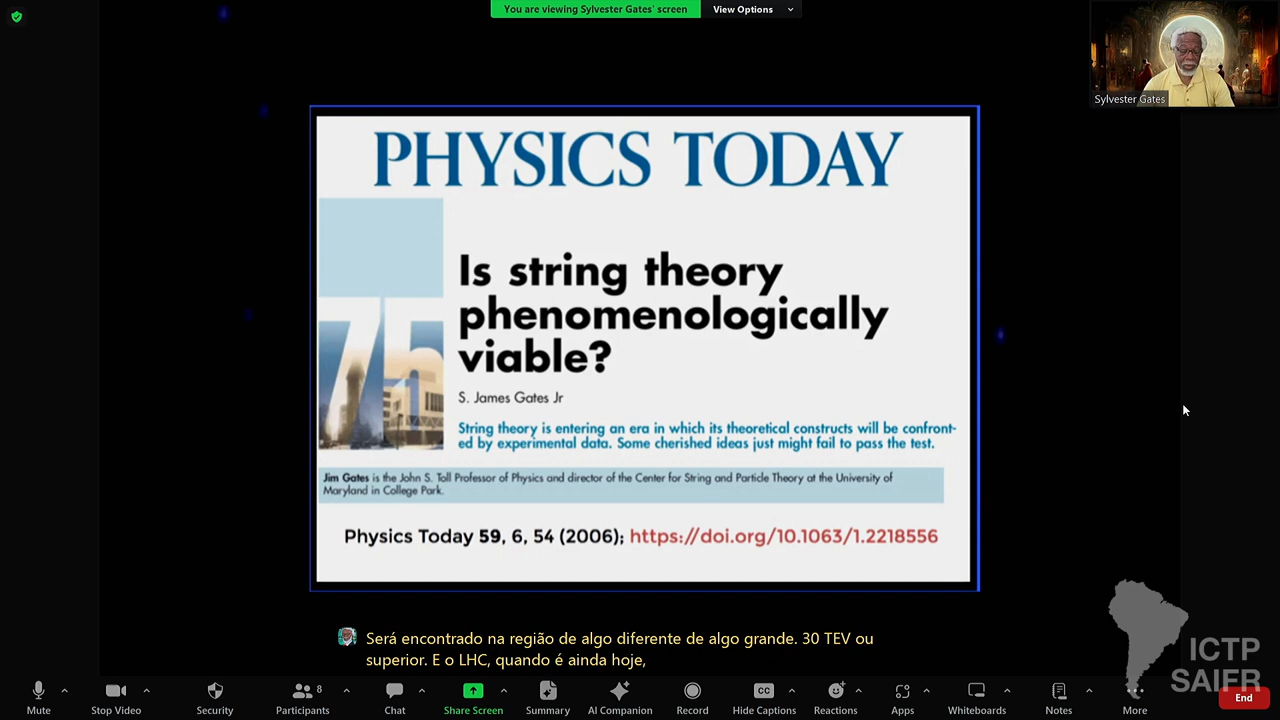 You are viewing Sylvester Gates' screen
View Options
Sylvester Gates
PHYSICS TODAY
75
Is string theory
phenomenologically
viable?
S. James Gates Jr
String theory is entering an era in which its theoretical constructs will be confront-
ed by experimental data. Some cherished ideas just might fail to pass the test.
Jim Gates is the John S. Toll Professor of Physics and director of the Center for String and Particle Theory at the University of
Maryland in College Park.
Physics Today 59, 6, 54 (2006); https://doi.org/10.1063/1.2218556
Será encontrado na região de algo diferente de algo grande. 30 TEV ou
superior. E o LHC, quando é ainda hoje,
ICTP
SAIFR
Mute
Stop Video
Security
Participants
8
Chat
Share Screen
Summary
AI Companion
Record
CC
Hide Captions
Reactions
Apps
Whiteboards
Notes
More
End